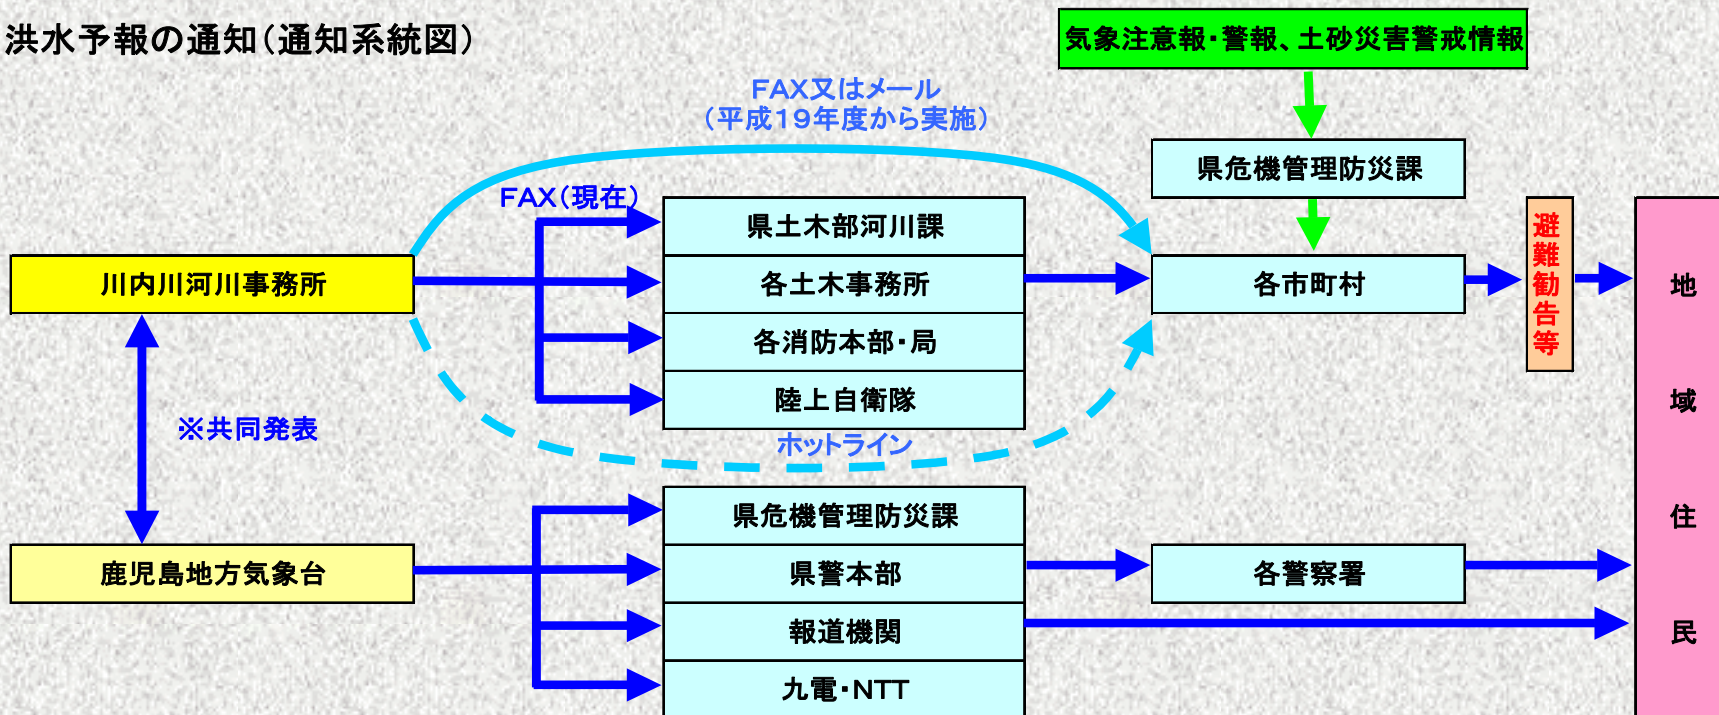 洪水予報の通知（通知系統図）
気象注意報・警報、土砂災害警戒情報
FAX又はメール
（平成19年度から実施）
県危機管理防災課
FAX（現在）
県土木部河川課
川内川河川事務所
各土木事務所
各市町村
避難勧告等
地域住民
各消防本部・局
陸上自衛隊
※共同発表
ホットライン
県危機管理防災課
鹿児島地方気象台
県警本部
各警察署
報道機関
九電・NTT